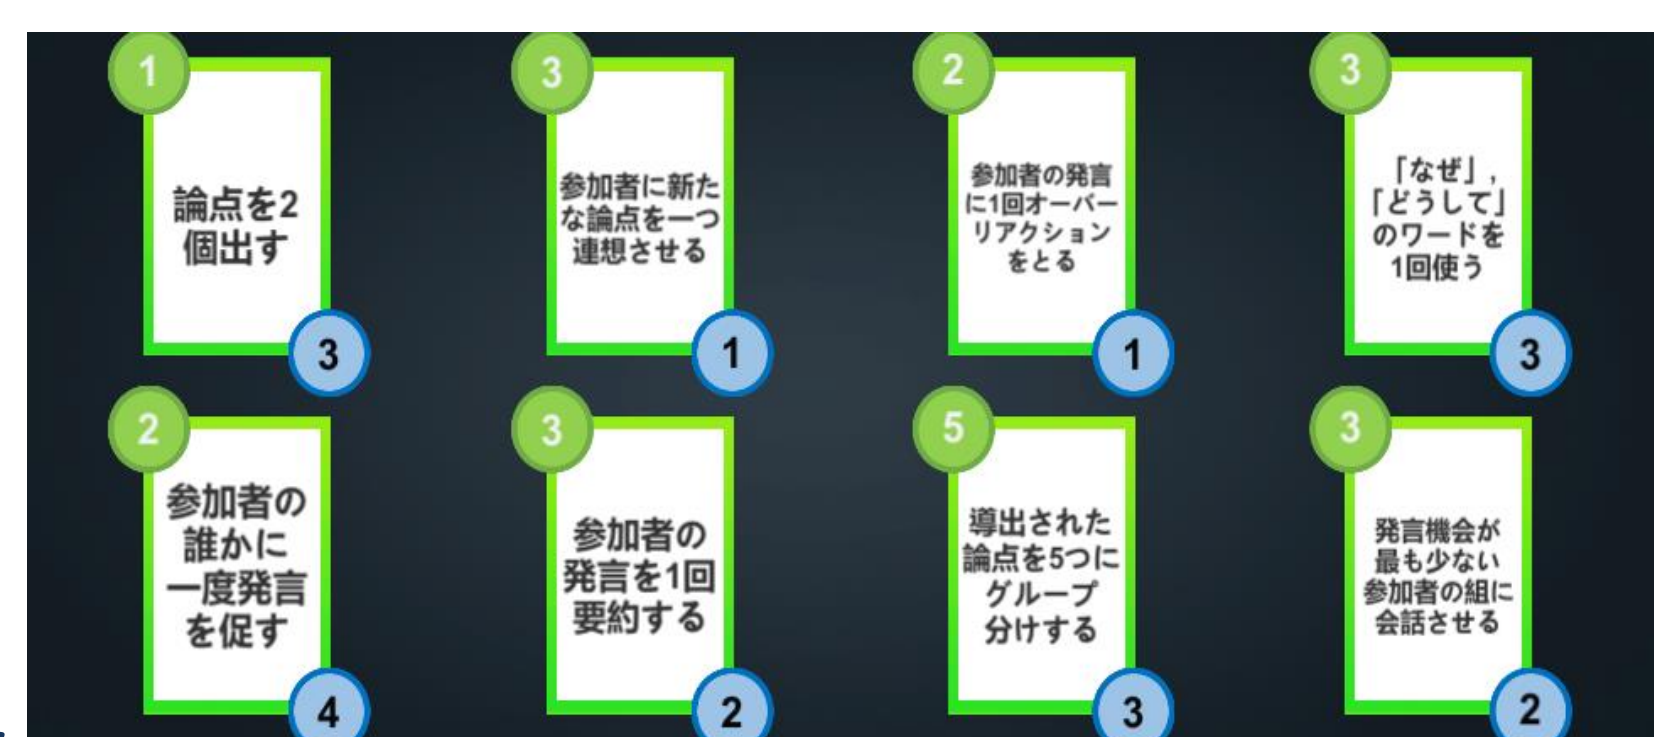 1
論点を2
個出す
3
3
参加者に新た
な論点を一つ
連想させる
1
2
参加者の発言
に1回オーバー
リアクション
をとる
1
3
「なぜ」,
「どうして」
のワードを
1回使う
3
2
参加者の
誰かに
一度発言
を促す
4
3
参加者の
発言を1回
要約する
2
5
導出された
論点を5つに
グループ
分けする
3
3
発言機会が
最も少ない
参加者の組に
会話させる
2